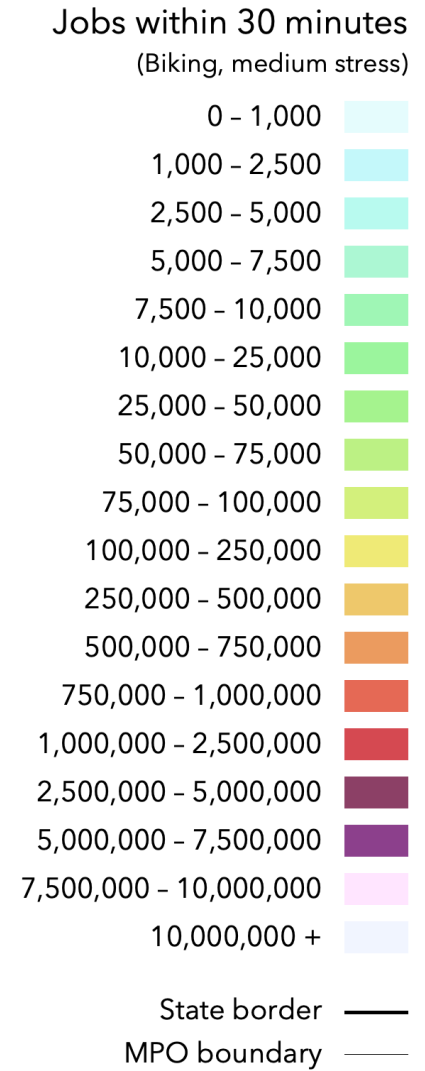 Jobs within 30 minutes
(Biking, medium stress)
0 – 1,000
1,000 – 2,500
2,500 – 5,000
5,000 – 7,500
7,500 – 10,000
10,000 – 25,000
25,000 – 50,000
50,000 – 75,000
75,000 – 100,000
100,000 – 250,000
250,000 – 500,000
500,000 – 750,000
750,000 – 1,000,000
1,000,000 – 2,500,000
2,500,000 – 5,000,000
5,000,000 – 7,500,000
7,500,000 – 10,000,000
10,000,000 +
State border
MPO boundary